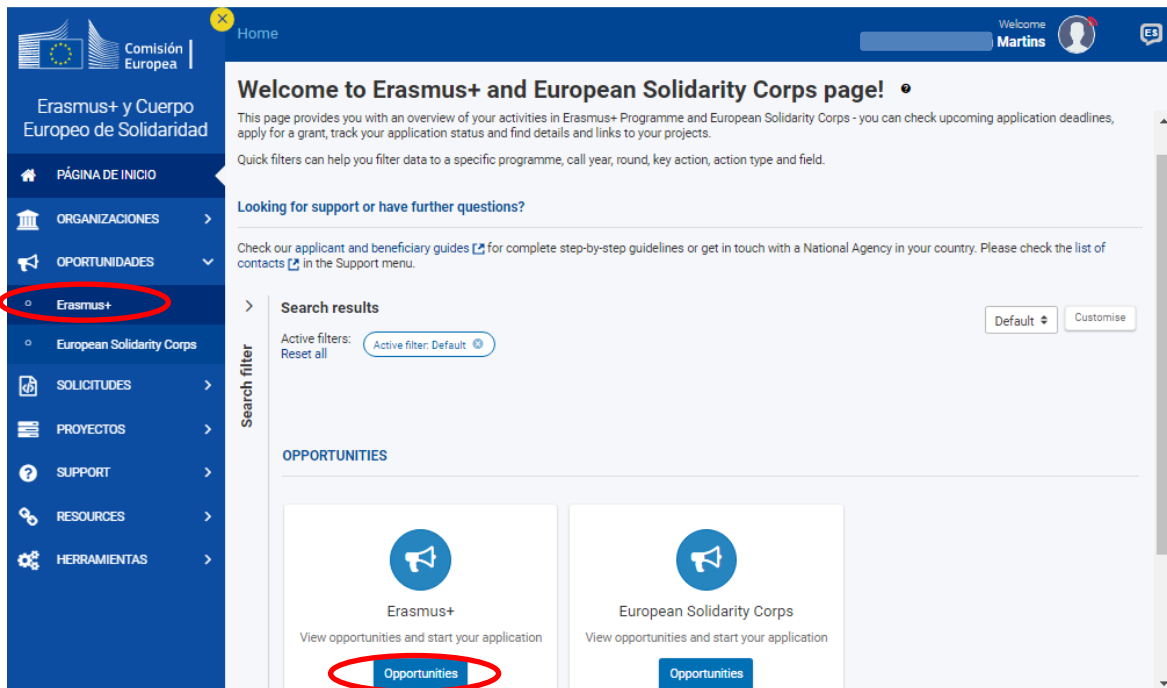 Comisión
Europea
Erasmus+ y Cuerpo
Europeo de Solidaridad
PÁGINA DE INICIO
ORGANIZACIONES
OPORTUNIDADES
Erasmus+
European Solidarity Corps
SOLICITUDES
PROYECTOS
SUPPORT
RESOURCES
HERRAMIENTAS
Home
Welcome
Martins
ES
Welcome to Erasmus+ and European Solidarity Corps page!
This page provides you with an overview of your activities in Erasmus+ Programme and European Solidarity Corps - you can check upcoming application deadlines,
apply for a grant, track your application status and find details and links to your projects.
Quick filters can help you filter data to a specific programme, call year, round, key action, action type and field.
Looking for support or have further questions?
Check our applicant and beneficiary guides for complete step-by-step guidelines or get in touch with a National Agency in your country. Please check the list of
contacts in the Support menu.
Search filter
Search results
Default
Customise
Active filters:
Reset all
Active filter: Default
OPPORTUNITIES
Erasmus+
View opportunities and start your application
Opportunities
European Solidarity Corps
View opportunities and start your application
Opportunities